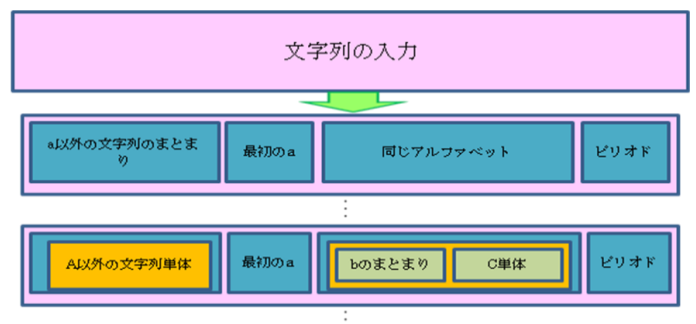 文字列の入力
a以外の文字列のまとま
り
最初のa
同じアルファベット
ピリオド
A以外の文字列単体
最初のa
bのまとまり
C単体
ピリオド